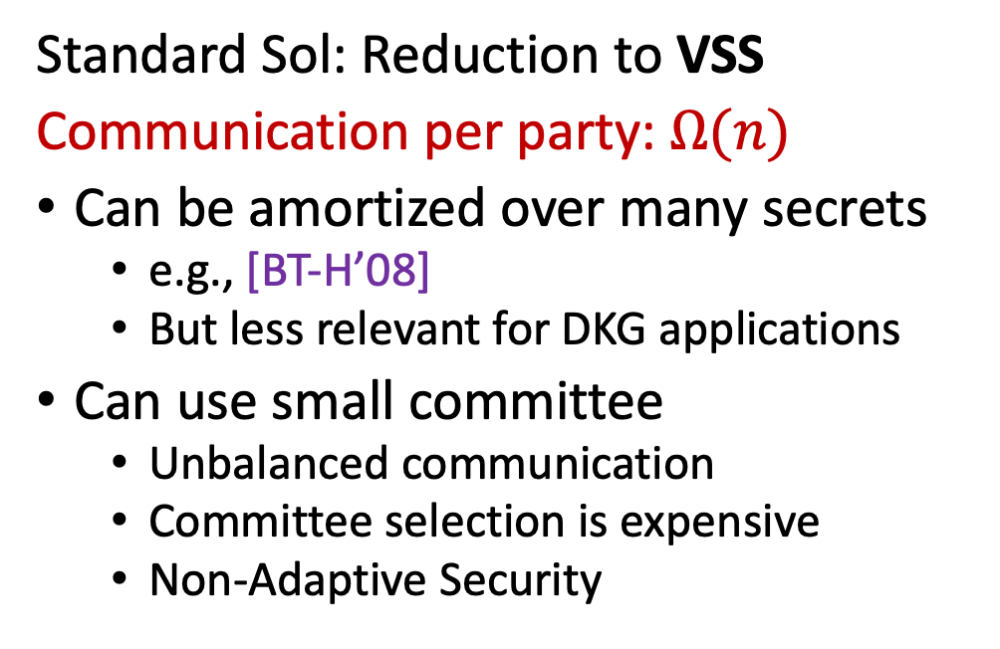 Standard Sol: Reduction to VSS
Communication per party: Ω(n)
• Can be amortized over many secrets
• e.g., [BT-H’08]
• But less relevant for DKG applications
• Can use small committee
• Unbalanced communication
• Committee selection is expensive
• Non-Adaptive Security